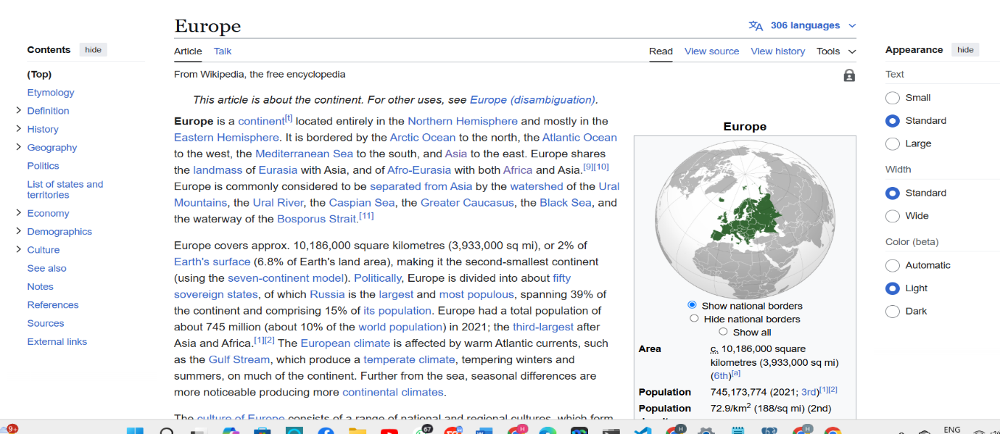 Europe
306 languages
Contents hide
(Top)
Etymology
Definition
History
Geography
Politics
List of states and
territories
Economy
Demographics
Culture
See also
Notes
References
Sources
External links
Article Talk
Read View source View history Tools
From Wikipedia, the free encyclopedia
This article is about the continent. For other uses, see Europe (disambiguation).
Europe is a continent[t] located entirely in the Northern Hemisphere and mostly in the
Eastern Hemisphere. It is bordered by the Arctic Ocean to the north, the Atlantic Ocean
to the west, the Mediterranean Sea to the south, and Asia to the east. Europe shares
the landmass of Eurasia with Asia, and of Afro-Eurasia with both Africa and Asia.[9][10]
Europe is commonly considered to be separated from Asia by the watershed of the Ural
Mountains, the Ural River, the Caspian Sea, the Greater Caucasus, the Black Sea, and
the waterway of the Bosporus Strait.[11]
Europe covers approx. 10,186,000 square kilometres (3,933,000 sq mi), or 2% of
Earth's surface (6.8% of Earth's land area), making it the second-smallest continent
(using the seven-continent model). Politically, Europe is divided into about fifty
sovereign states, of which Russia is the largest and most populous, spanning 39% of
the continent and comprising 15% of its population. Europe had a total population of
about 745 million (about 10% of the world population) in 2021; the third-largest after
Asia and Africa.[1][2] The European climate is affected by warm Atlantic currents, such
as the Gulf Stream, which produce a temperate climate, tempering winters and
summers, on much of the continent. Further from the sea, seasonal differences are
more noticeable producing more continental climates.
The culture of Europe consists of a range of national and regional cultures, which form
Europe
Show national borders
Hide national borders
Show all
Area c. 10,186,000 square
kilometres (3,933,000 sq mi)
(6th)[a]
Population 745,173,774 (2021; 3rd)[1][2]
Population 72.9/km2 (188/sq mi) (2nd)
Appearance hide
Text
Small
Standard
Large
Width
Standard
Wide
Color (beta)
Automatic
Light
Dark
9+
67
H
H
H
ENG